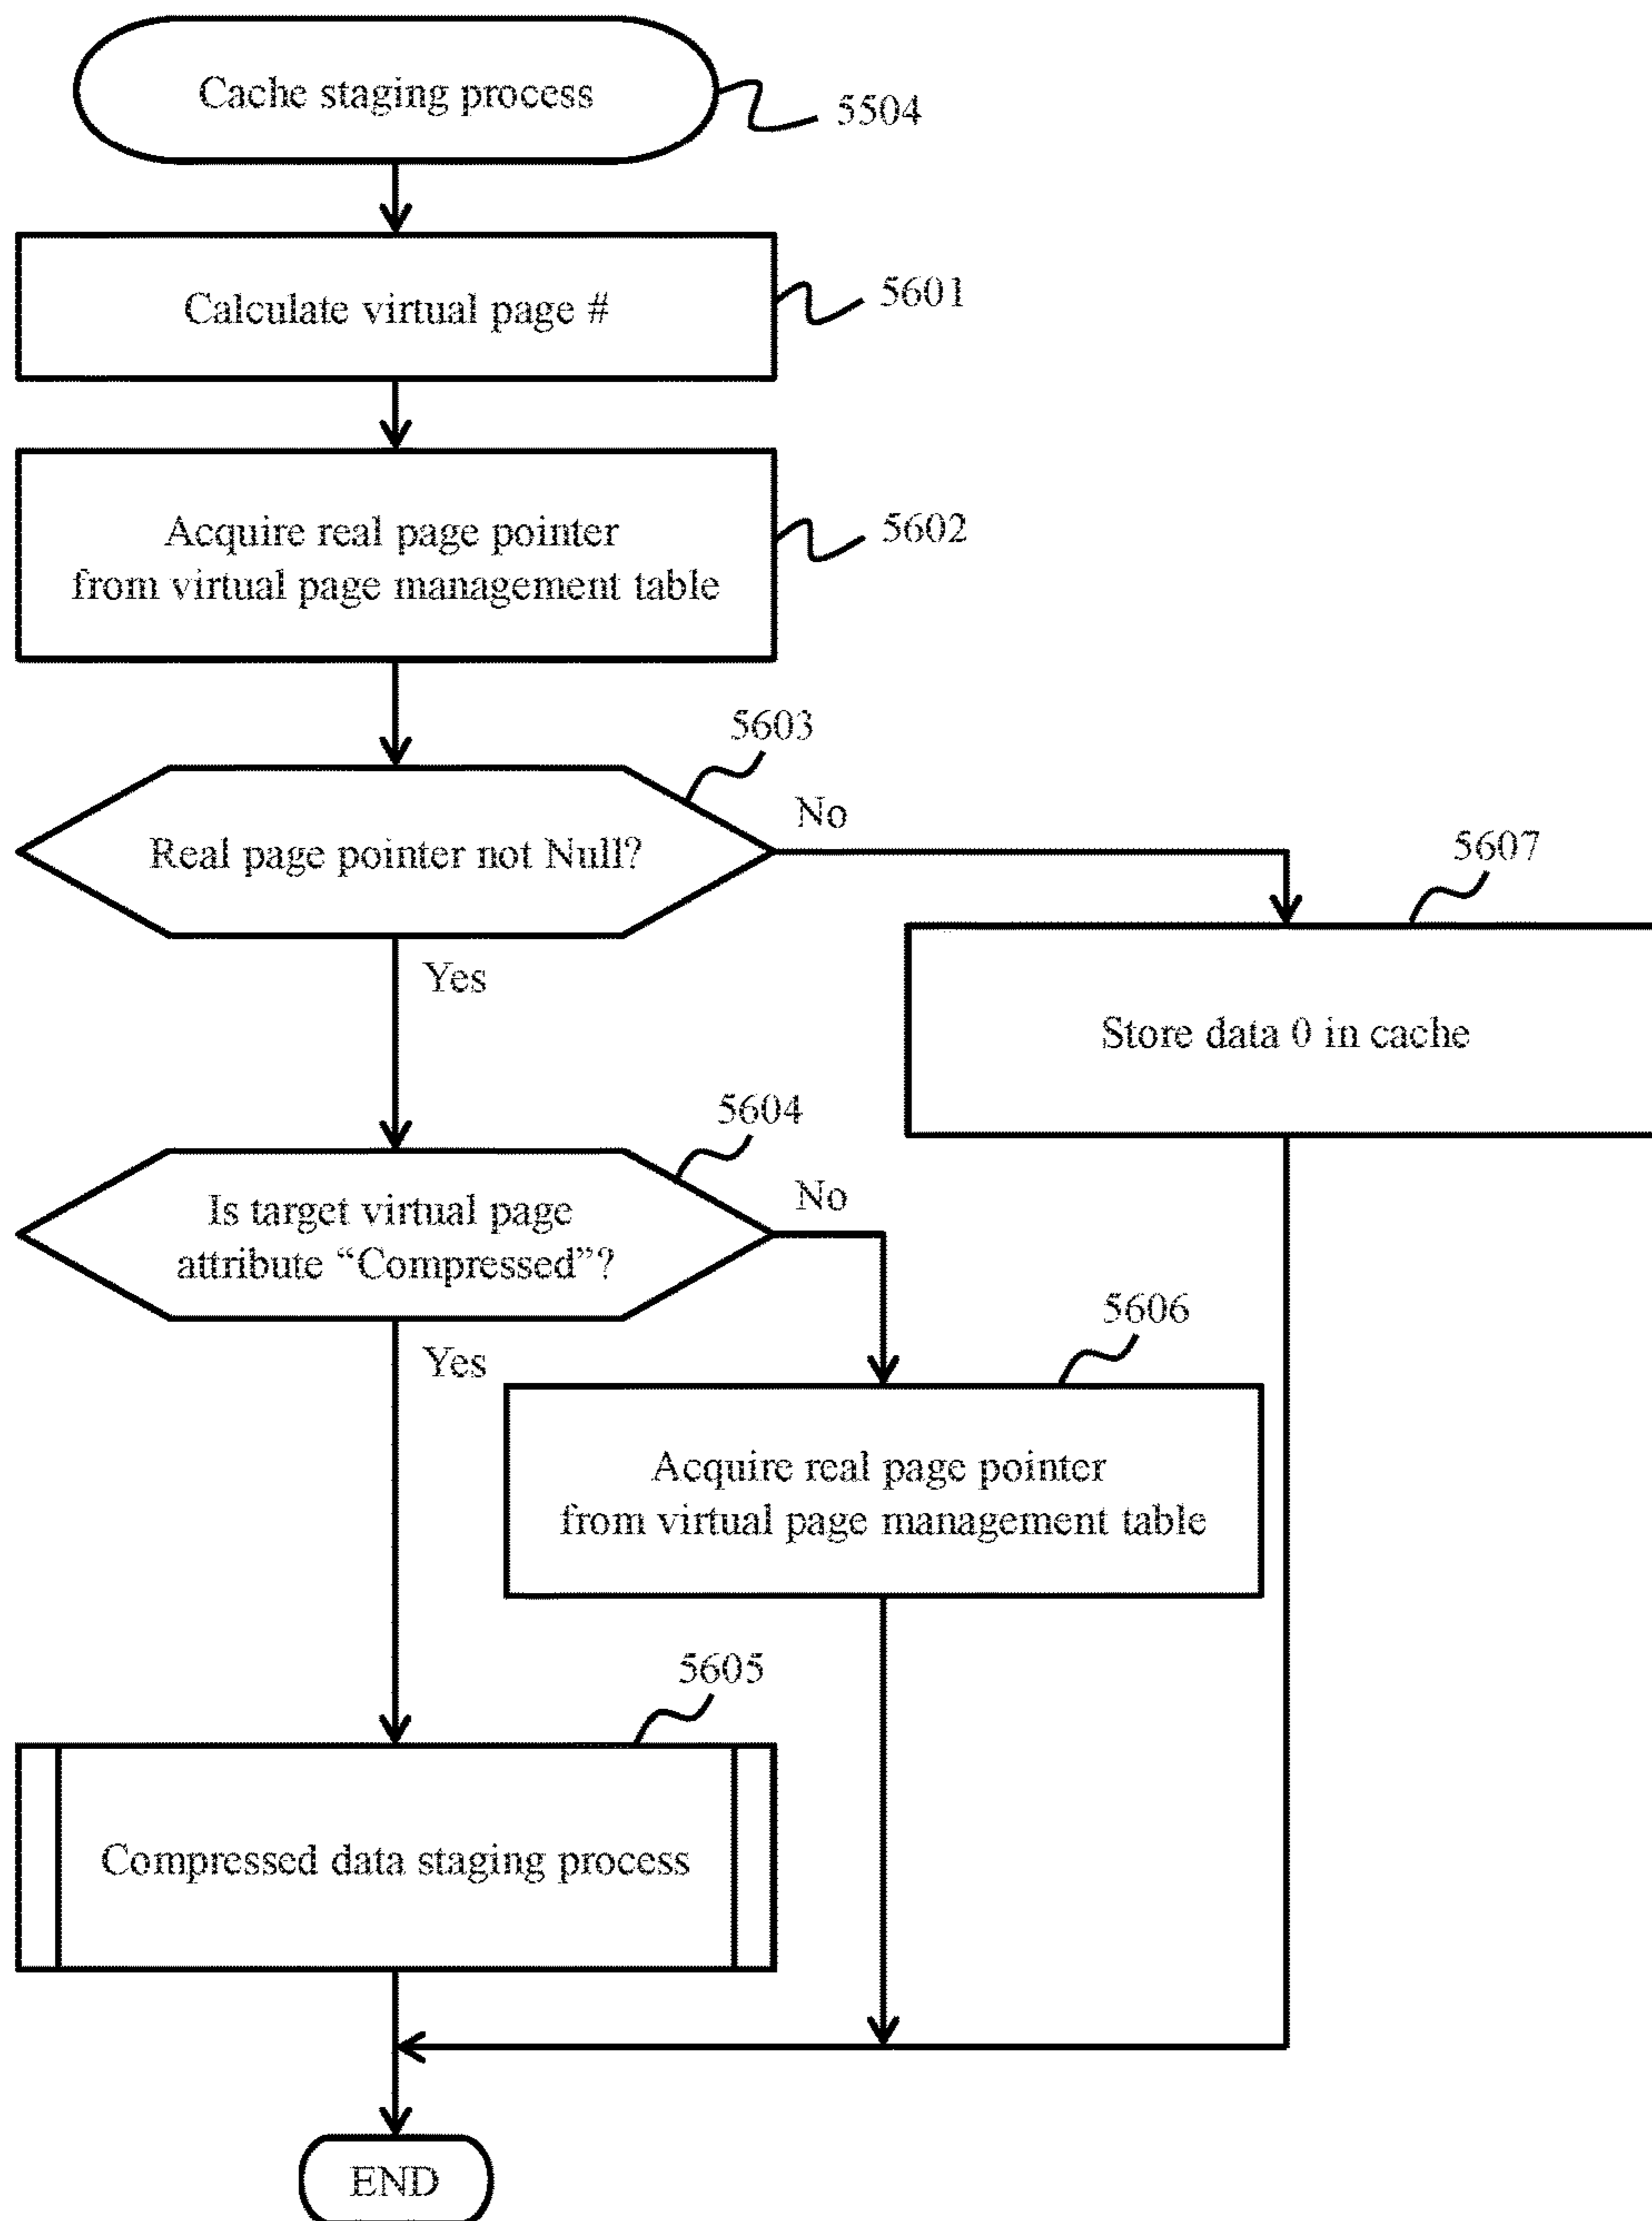 Cache staging process
5504
Calculate virtual page #
5601
Acquire real page pointer
from virtual page management table
5602
5603
Real page pointer not Null?
No
Yes
5607
Store data 0 in cache
5604
Is target virtual page
attribute “Compressed”?
No
Yes
5606
Acquire real page pointer
from virtual page management table
5605
Compressed data staging process
END